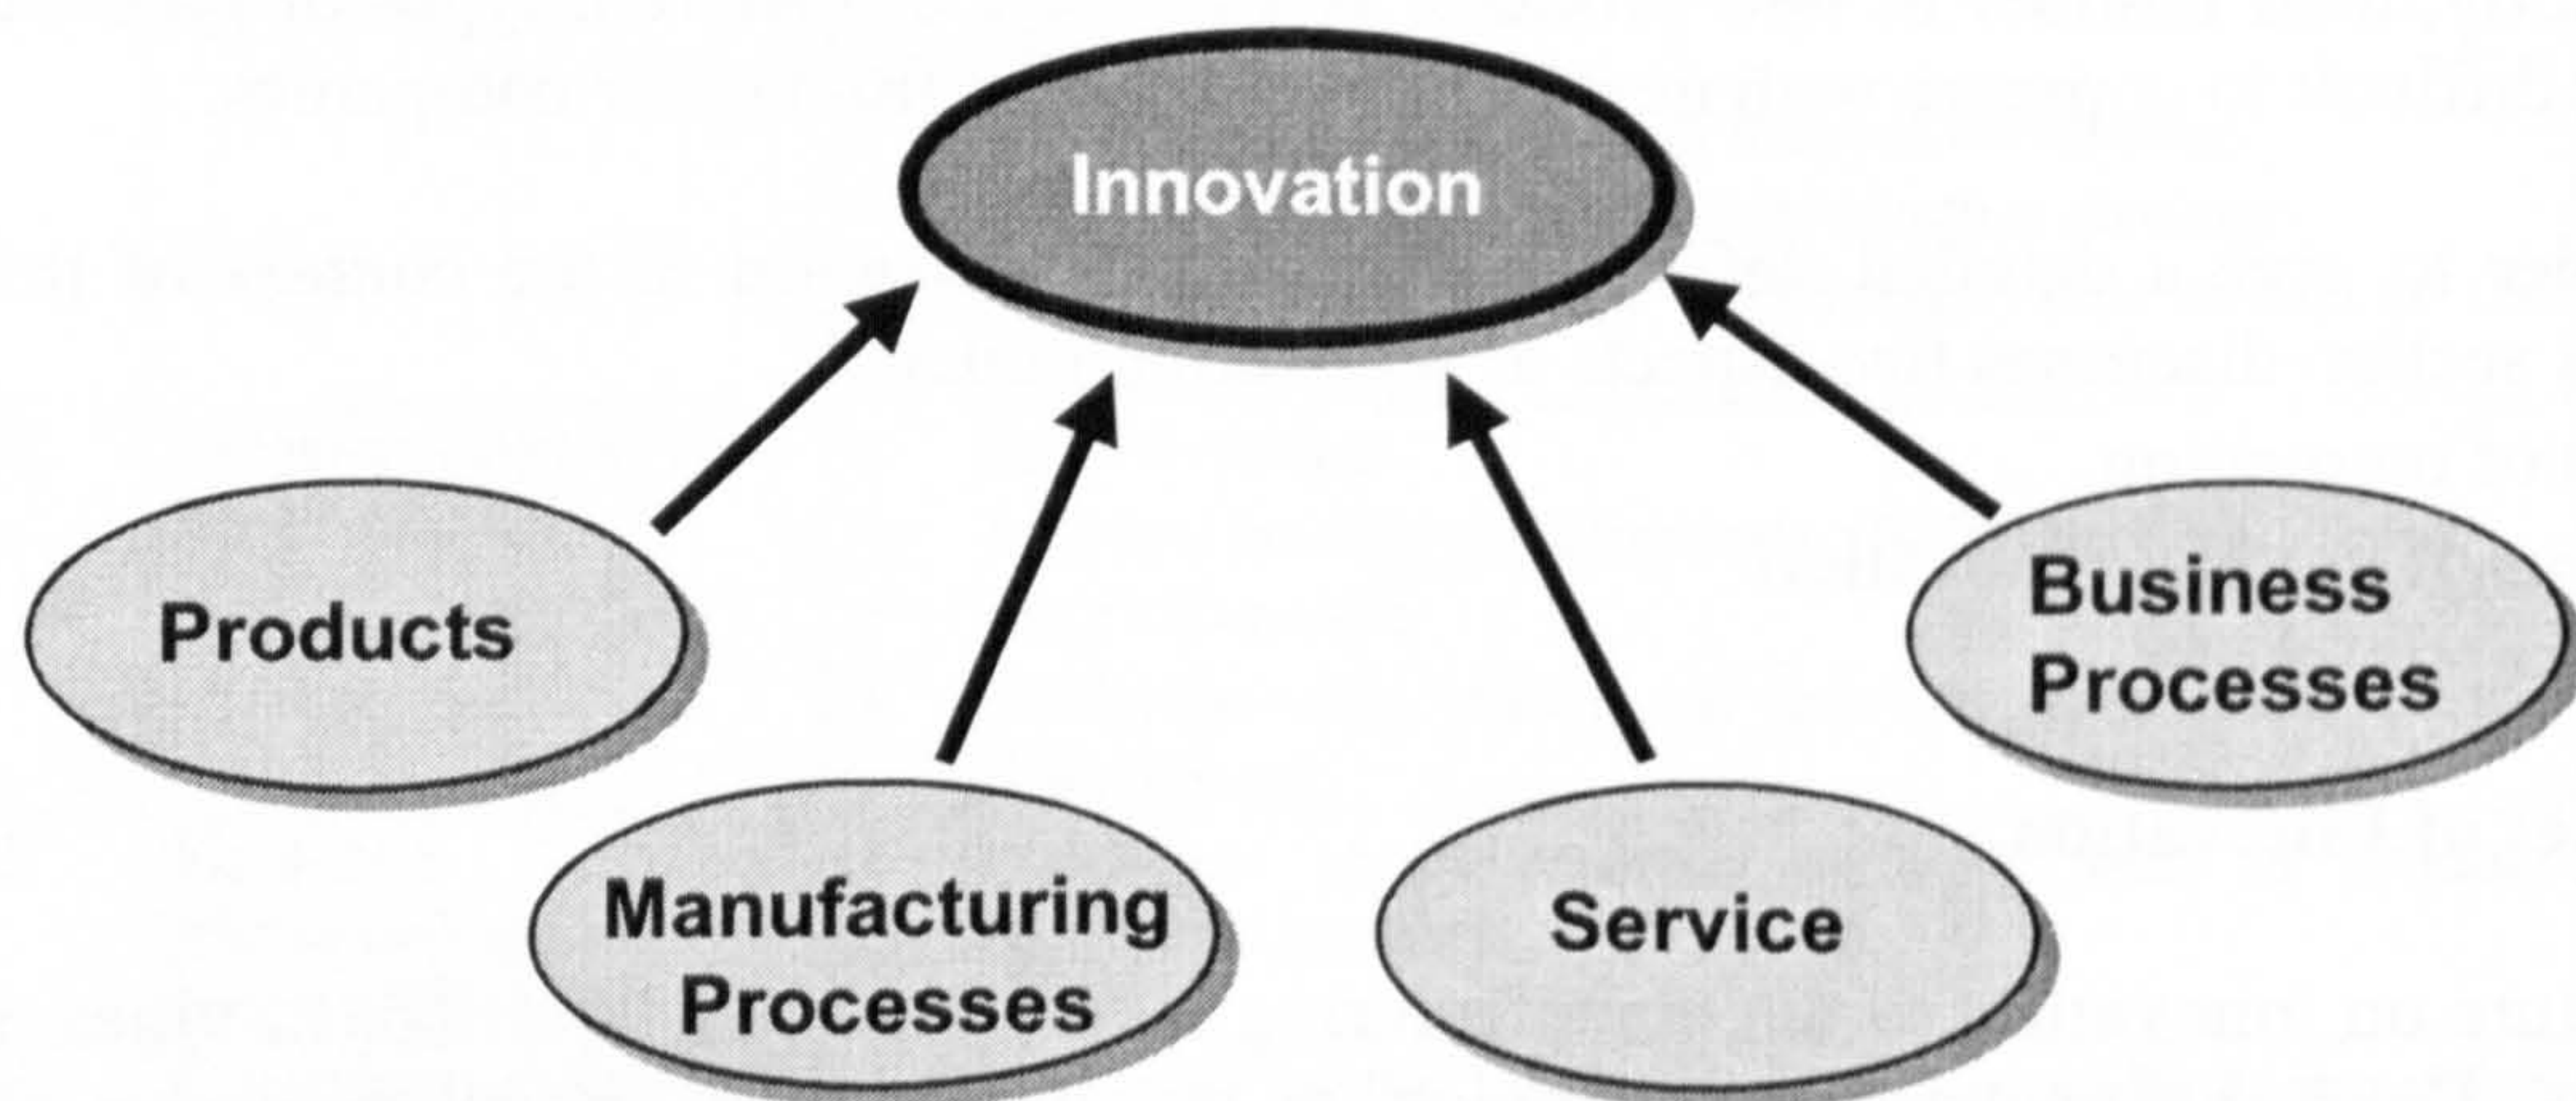 Innovation
Products
Business
Processes
Manufacturing
Processes
Service